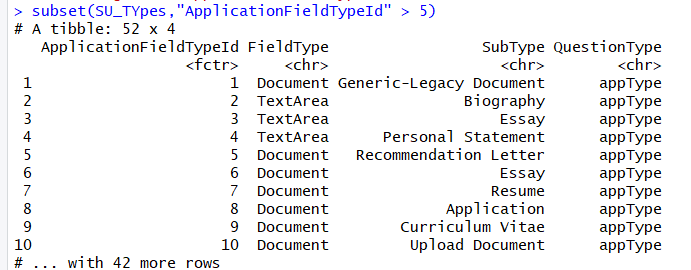 > subset(SU_TYpes,"ApplicationFieldTypeId" > 5)
# A tibble: 52 x 4
ApplicationFieldTypeId FieldType SubType QuestionType
<fctr> <chr> <chr> <chr>
1 1 Document Generic-Legacy Document appType
2 2 TextArea Biography appType
3 3 TextArea Essay appType
4 4 TextArea Personal Statement appType
5 5 Document Recommendation Letter appType
6 6 Document Essay appType
7 7 Document Resume appType
8 8 Document Application appType
9 9 Document Curriculum Vitae appType
10 10 Document Upload Document appType
# ... with 42 more rows